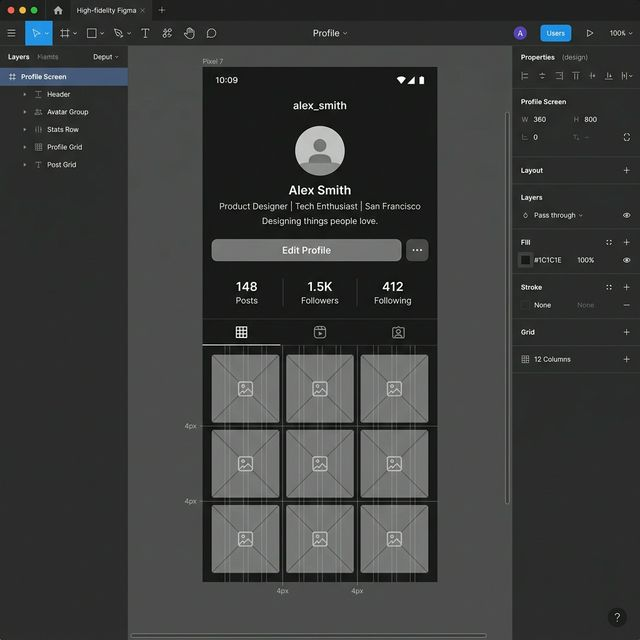 High-fidelity Figma
Profile
A
Users
100%
Layers
Hamts
Deput
Profile Screen
Header
Avatar Group
Stats Row
Profile Grid
Post Grid
Pixel 7
10:09
alex_smith
Alex Smith
Product Designer | Tech Enthusiast | San Francisco
Designing things people love.
Edit Profile
148
Posts
1.5K
Followers
412
Following
4px
4px
4px
4px
Properties (design)
Profile Screen
W 360 H 800
0
Layout
Layers
Pass through
Fill
#1C1C1E 100%
Stroke
None None
Grid
12 Columns
?